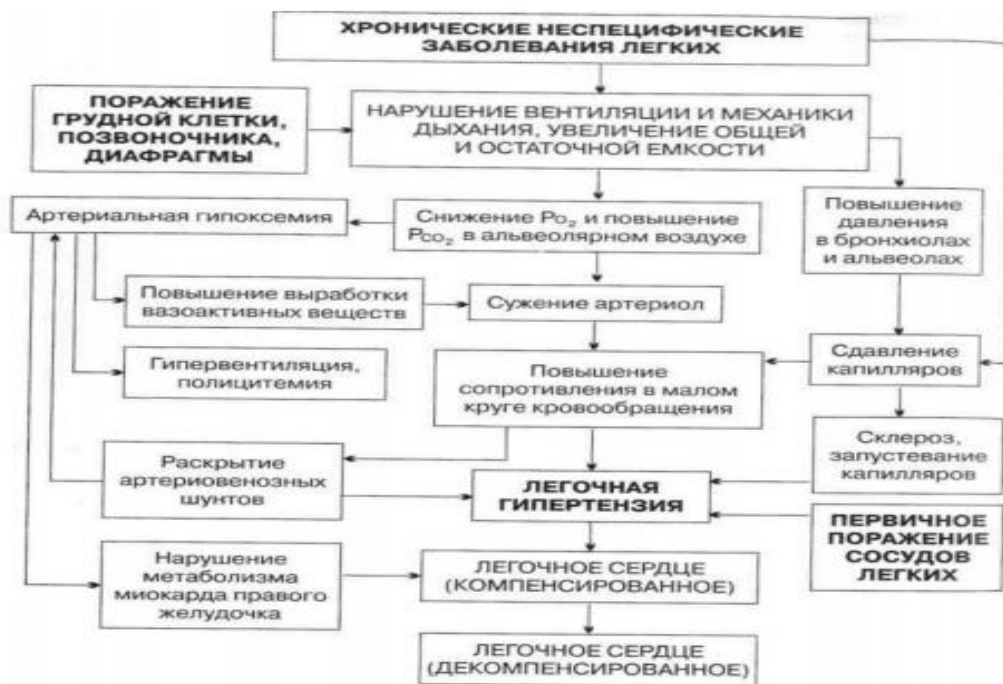 ХРОНИЧЕСКИЕ НЕСПЕЦИФИЧЕСКИЕ
ЗАБОЛЕВАНИЯ ЛЕГКИХ
ПОРАЖЕНИЕ
ГРУДНОЙ КЛЕТКИ,
ПОЗВОНОЧНИКА,
ДИАФРАГМЫ
НАРУШЕНИЕ ВЕНТИЛЯЦИИ И МЕХАНИКИ
ДЫХАНИЯ, УВЕЛИЧЕНИЕ ОБЩЕЙ
И ОСТАТОЧНОЙ ЕМКОСТИ
Артериальная гипоксемия
Снижение Po₂ и повышение
Pco₂ в альвеолярном воздухе
Повышение
давления
в бронхиолах
и альвеолах
Повышение выработки
вазоактивных веществ
Сужение артериол
Гипервентиляция,
полицитемия
Повышение
сопротивления в малом
круге кровообращения
Сдавление
капилляров
Раскрытие
артериовенозных
шунтов
ЛЕГОЧНАЯ
ГИПЕРТЕНЗИЯ
Склероз,
запустевание
капилляров
ПЕРВИЧНОЕ
ПОРАЖЕНИЕ
СОСУДОВ
ЛЕГКИХ
Нарушение
метаболизма
миокарда правого
желудочка
ЛЕГОЧНОЕ СЕРДЦЕ
(КОМПЕНСИРОВАННОЕ)
ЛЕГОЧНОЕ СЕРДЦЕ
(ДЕКОМПЕНСИРОВАННОЕ)